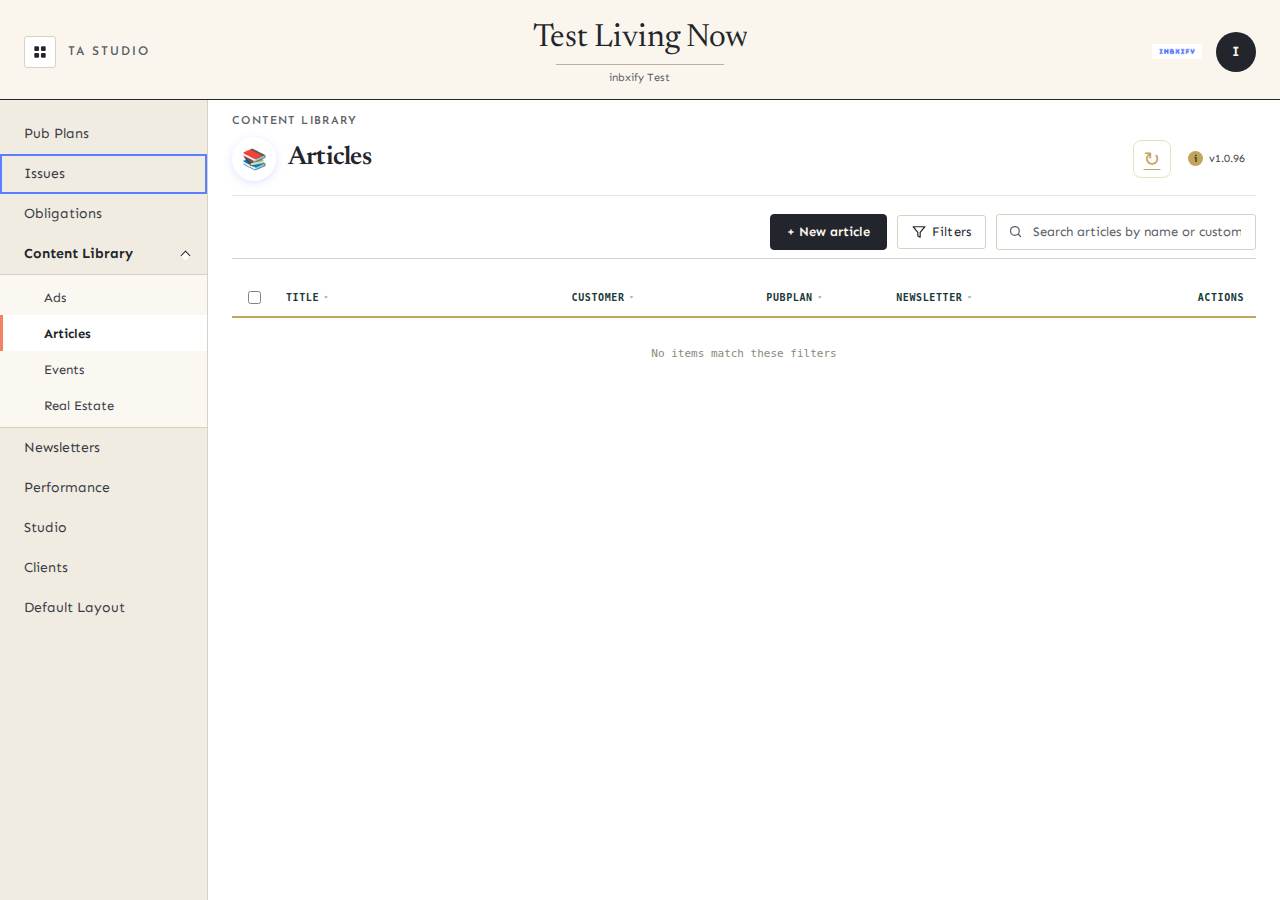 TA STUDIO
Test Living Now
inbxify Test
INBXIFY
I
Pub Plans
Issues
Obligations
Content Library
Ads
Articles
Events
Real Estate
Newsletters
Performance
Studio
Clients
Default Layout
CONTENT LIBRARY
Articles
v1.0.96
+ New article
Filters
Search articles by name or custom
TITLE
CUSTOMER
PUBPLAN
NEWSLETTER
ACTIONS
No items match these filters